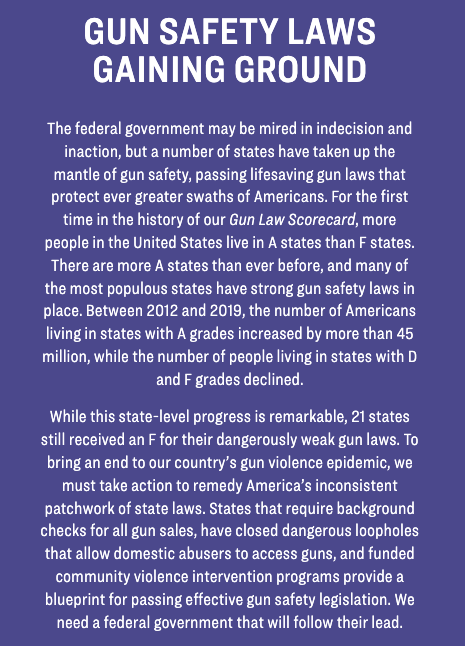 GUN SAFETY LAWS
GAINING GROUND
The federal government may be mired in indecision and
inaction, but a number of states have taken up the
mantle of gun safety, passing lifesaving gun laws that
protect ever greater swaths of Americans. For the first
time in the history of our Gun Law Scorecard, more
people in the United States live in A states than F states.
There are more A states than ever before, and many of
the most populous states have strong gun safety laws in
place. Between 2012 and 2019, the number of Americans
living in states with A grades increased by more than 45
million, while the number of people living in states with D
and F grades declined.
While this state-level progress is remarkable, 21 states
still received an F for their dangerously weak gun laws. To
bring an end to our country's gun violence epidemic, we
must take action to remedy America's inconsistent
patchwork of state laws. States that require background
checks for all gun sales, have closed dangerous loopholes
that allow domestic abusers to access guns, and funded
community violence intervention programs provide a
blueprint for passing effective gun safety legislation. We
need a federal government that will follow their lead.